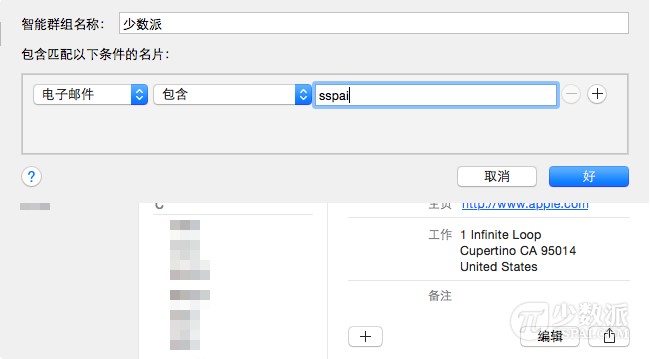 智能群组名称： 少数派
包含匹配以下条件的名片：
电子邮件 包含 sspai
? 取消 好
C
主页 http://www.apple.com
工作 1 Infinite Loop
Cupertino CA 95014
United States
备注
编辑
少数派
SSPAI.COM